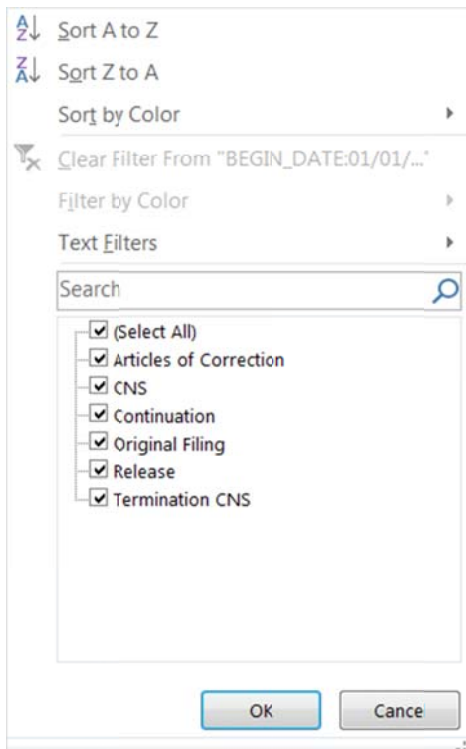 Sort A to Z
Sort Z to A
Sort by Color
Clear Filter From "BEGIN_DATE:01/01/..."
Filter by Color
Text Filters
Search
(Select All)
Articles of Correction
CNS
Continuation
Original Filing
Release
Termination CNS
OK
Cancel